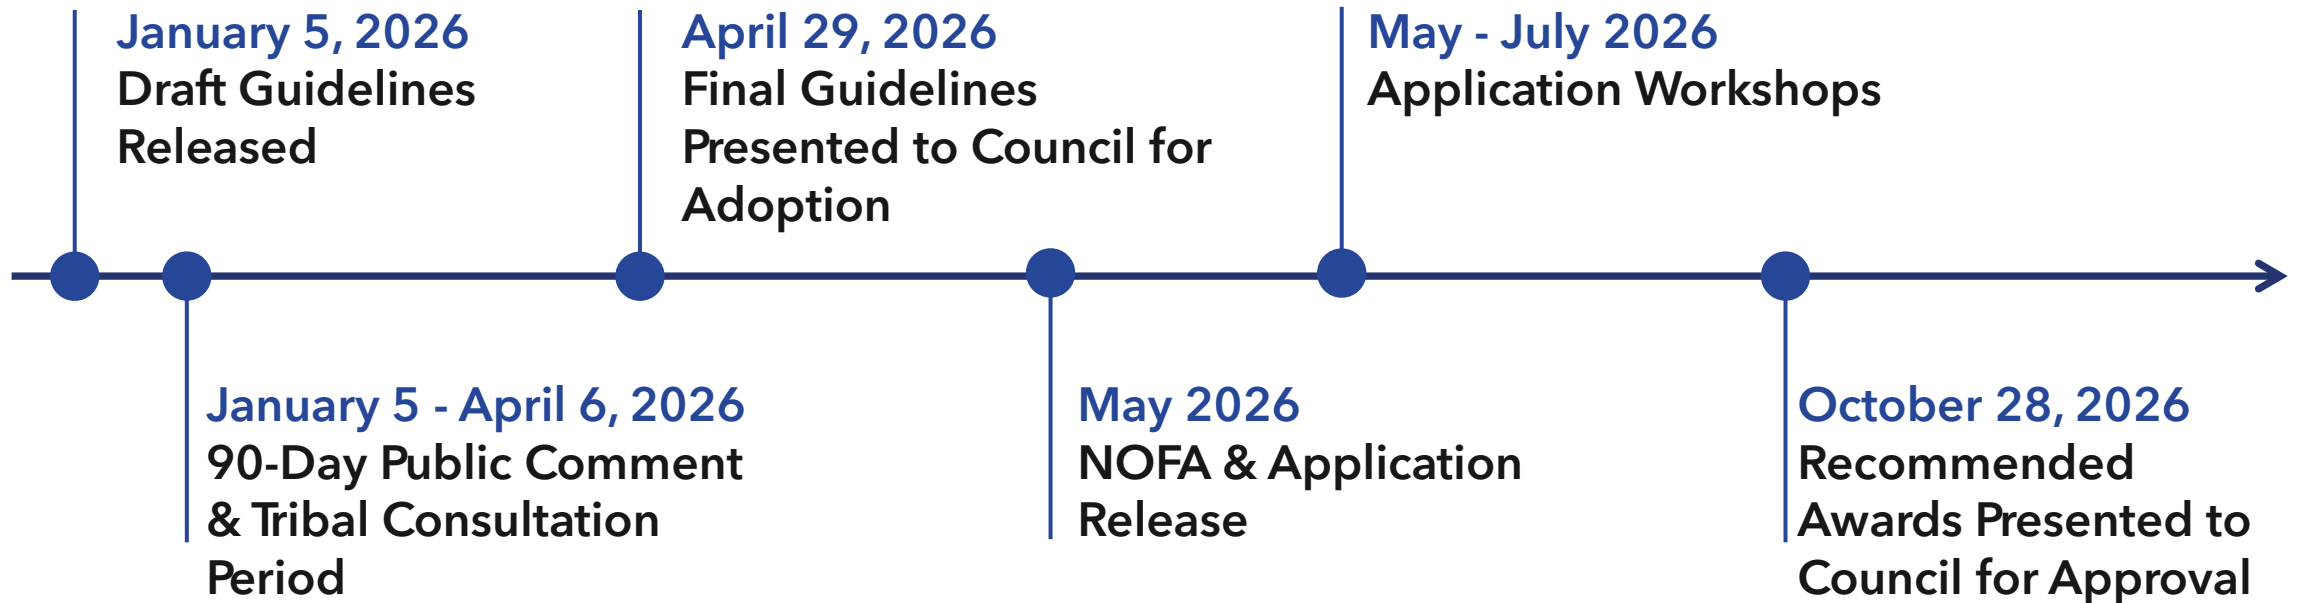 January 5, 2026
Draft Guidelines
Released
January 5 - April 6, 2026
90-Day Public Comment
& Tribal Consultation
Period
April 29, 2026
Final Guidelines
Presented to Council for
Adoption
May 2026
NOFA & Application
Release
May - July 2026
Application Workshops
October 28, 2026
Recommended
Awards Presented to
Council for Approval